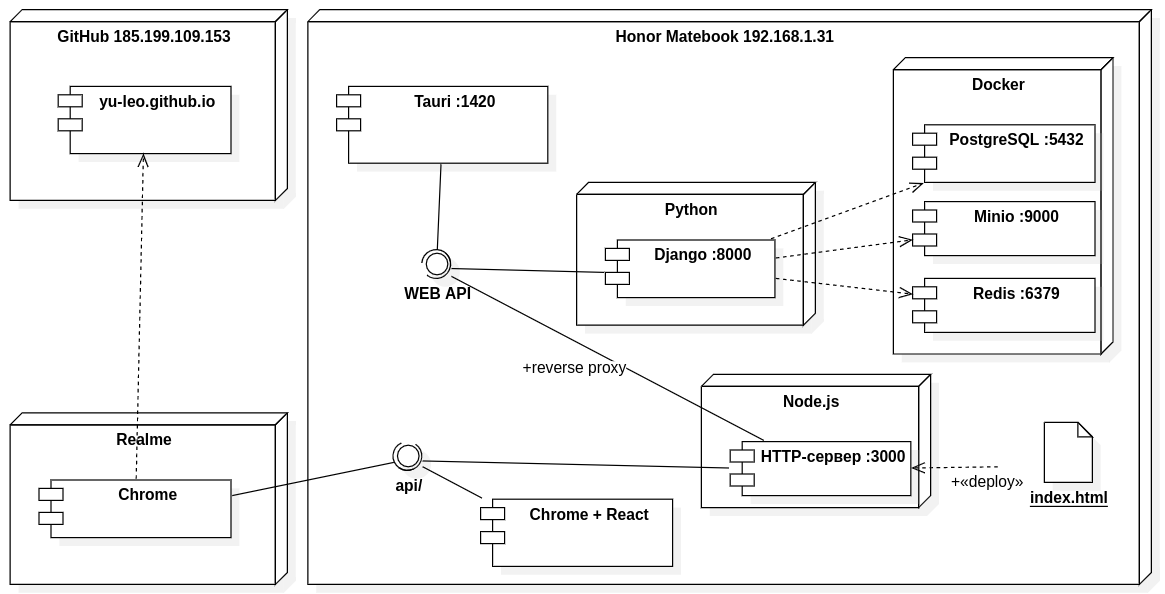 GitHub 185.199.109.153
yu-leo.github.io
Honor Matebook 192.168.1.31
Tauri :1420
Docker
PostgreSQL :5432
Minio :9000
Redis :6379
Python
Django :8000
WEB API
+reverse proxy
Node.js
HTTP-сервер :3000
+«deploy»
index.html
Realme
Chrome
api/
Chrome + React